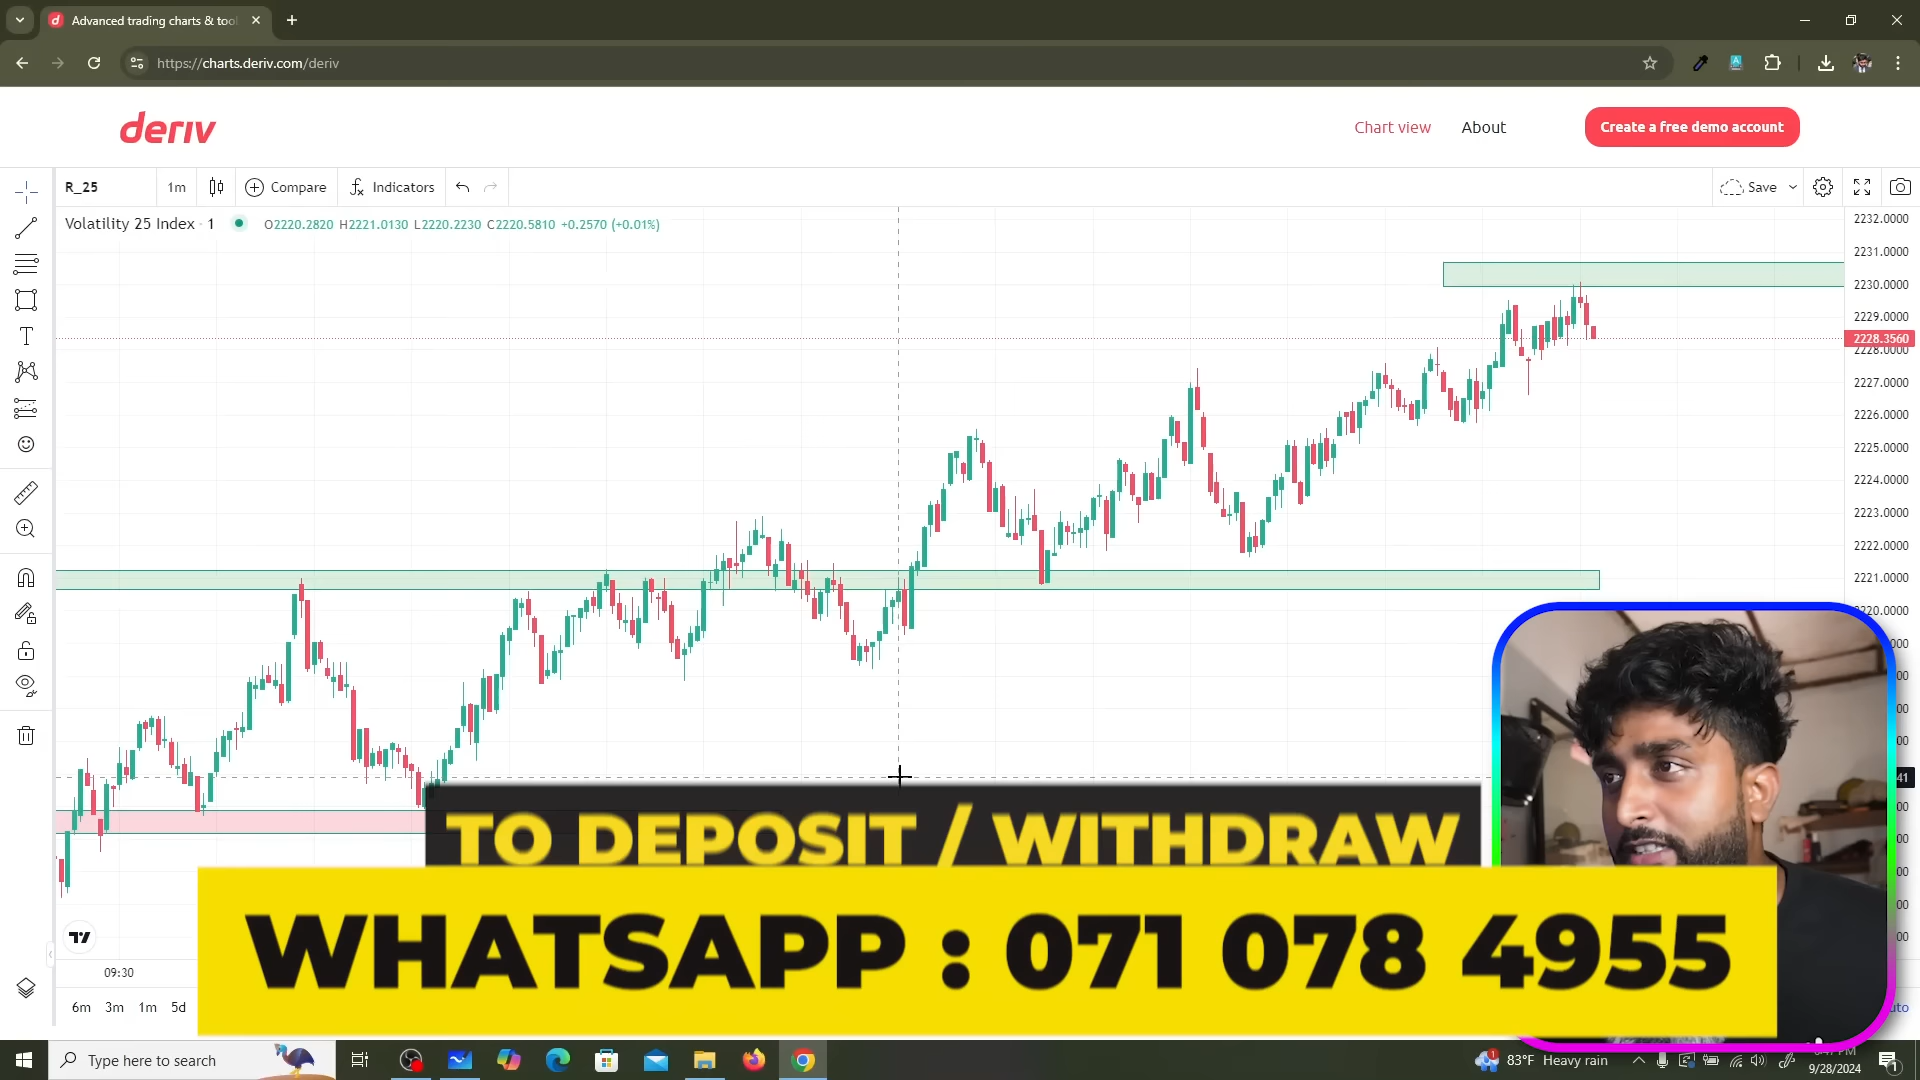 Advanced trading charts & tool
https://charts.deriv.com/deriv
deriv
Chart view
About
Create a free demo account
R_25
1m
Compare
Indicators
Save
Volatility 25 Index · 1
O2220.2820 H2221.0130 L2220.2230 C2220.5810 +0.2570 (+0.01%)
2232.0000
2231.0000
2230.0000
2229.0000
2228.3560
2228.0000
2227.0000
2226.0000
2225.0000
2224.0000
2223.0000
2222.0000
2221.0000
2220.0000
TO DEPOSIT / WITHDRAW
WHATSAPP : 071 078 4955
09:30
6m 3m 1m 5d
Type here to search
83°F Heavy rain
9/28/2024